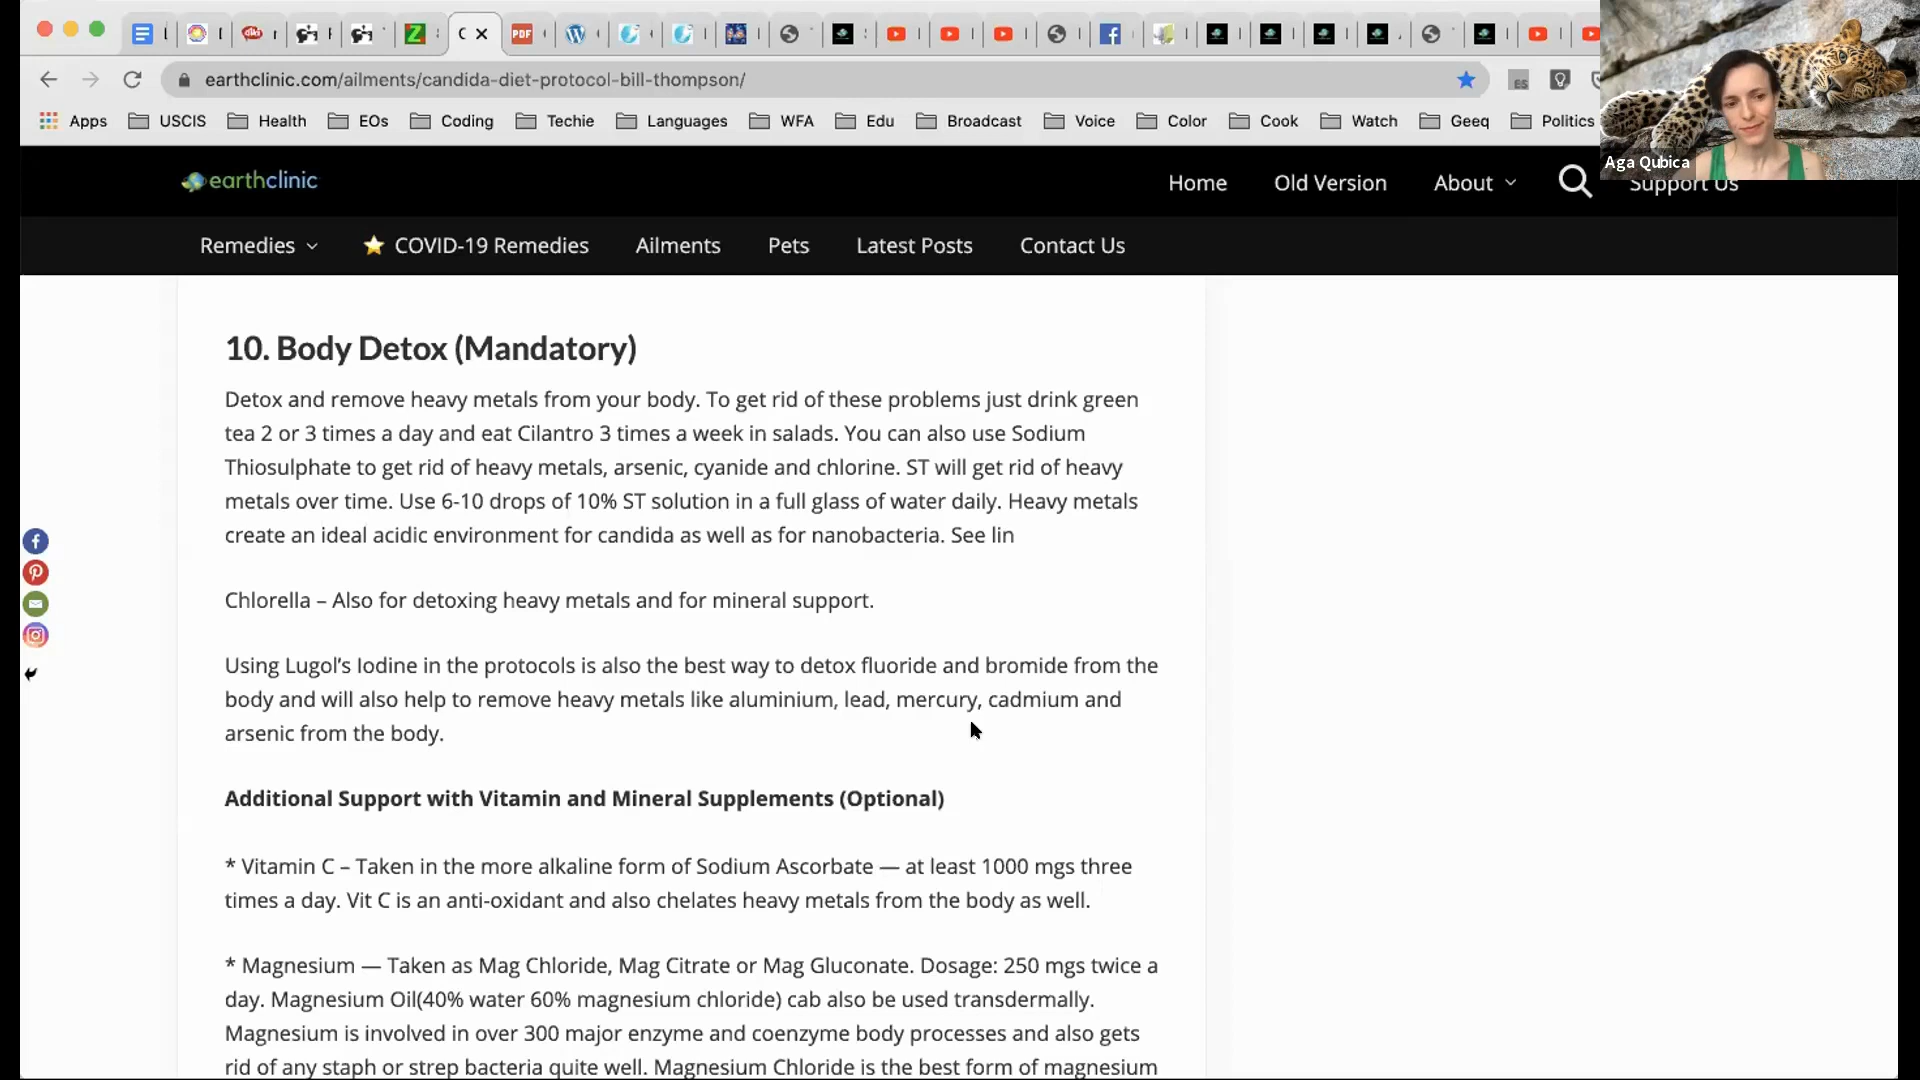 PDF
earthclinic.com/ailments/candida-diet-protocol-bill-thompson/
Apps USCIS Health EOs Coding Techie Languages WFA Edu Broadcast Voice Color Cook Watch Geeq Politics
Aga Qubica
earthclinic Home Old Version About Support Us
Remedies COVID-19 Remedies Ailments Pets Latest Posts Contact Us
10. Body Detox (Mandatory)
Detox and remove heavy metals from your body. To get rid of these problems just drink green
tea 2 or 3 times a day and eat Cilantro 3 times a week in salads. You can also use Sodium
Thiosulphate to get rid of heavy metals, arsenic, cyanide and chlorine. ST will get rid of heavy
metals over time. Use 6-10 drops of 10% ST solution in a full glass of water daily. Heavy metals
create an ideal acidic environment for candida as well as for nanobacteria. See lin
Chlorella – Also for detoxing heavy metals and for mineral support.
Using Lugol’s Iodine in the protocols is also the best way to detox fluoride and bromide from the
body and will also help to remove heavy metals like aluminium, lead, mercury, cadmium and
arsenic from the body.
Additional Support with Vitamin and Mineral Supplements (Optional)
* Vitamin C – Taken in the more alkaline form of Sodium Ascorbate — at least 1000 mgs three
times a day. Vit C is an anti-oxidant and also chelates heavy metals from the body as well.
* Magnesium — Taken as Mag Chloride, Mag Citrate or Mag Gluconate. Dosage: 250 mgs twice a
day. Magnesium Oil(40% water 60% magnesium chloride) cab also be used transdermally.
Magnesium is involved in over 300 major enzyme and coenzyme body processes and also gets
rid of any staph or strep bacteria quite well. Magnesium Chloride is the best form of magnesium